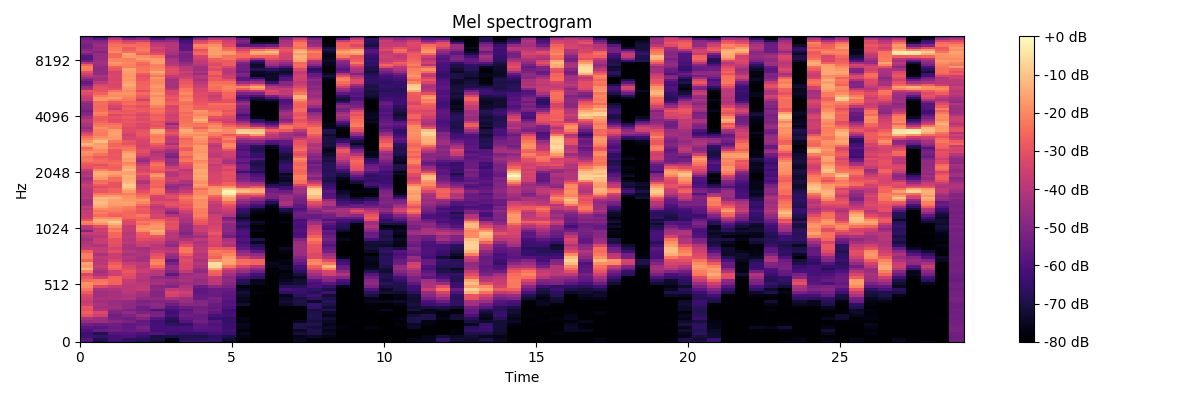 Mel spectrogram
Hz
8192
4096
2048
1024
512
0
0 5 10 15 20 25
Time
+0 dB
-10 dB
-20 dB
-30 dB
-40 dB
-50 dB
-60 dB
-70 dB
-80 dB